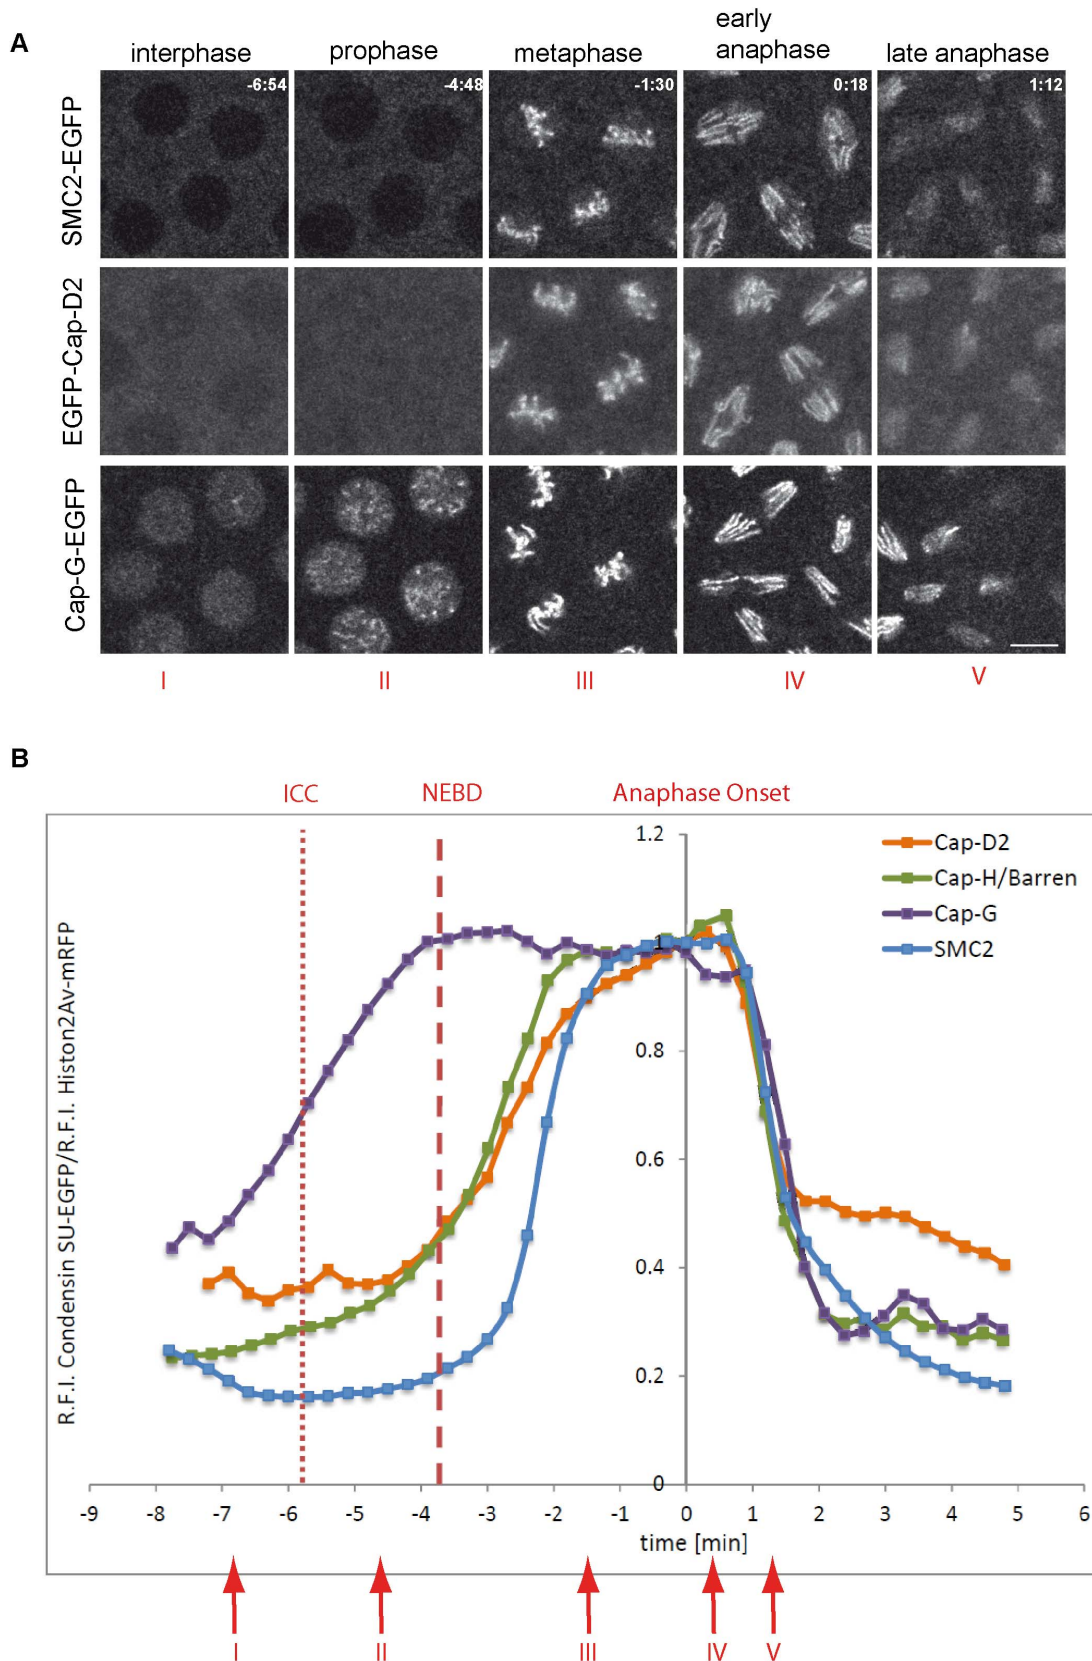 A
interphase
prophase
metaphase
early
anaphase
late anaphase
SMC2-EGFP
-6:54
-4:48
-1:30
0:18
1:12
EGFP-Cap-D2
Cap-G-EGFP
I
II
III
IV
V
B
ICC
NEBD
Anaphase Onset
R.F.I. Condensin SU-EGFP/R.F.I. Histon2Av-mRFP
1.2
1
0.8
0.6
0.4
0.2
0
Cap-D2
Cap-H/Barren
Cap-G
SMC2
-9 -8 -7 -6 -5 -4 -3 -2 -1 0 1 2 3 4 5 6
time [min]
I
II
III
IV
V